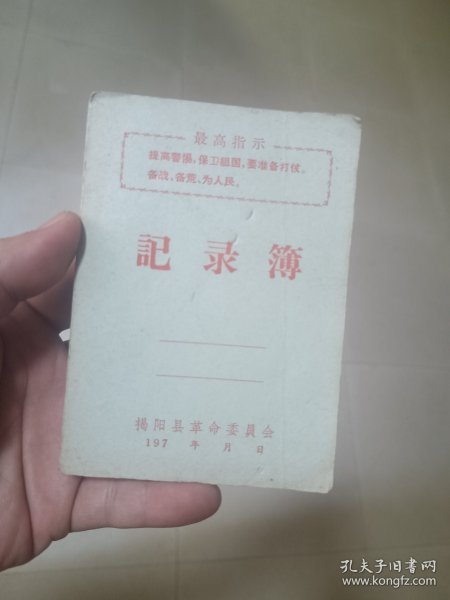 最高指示
提高警惕，保卫祖国，要准备打仗。
备战、备荒、为人民。
記录簿
揭阳县革命委員会
197 年 月 日
孔夫子旧书网
www.kongfz.com